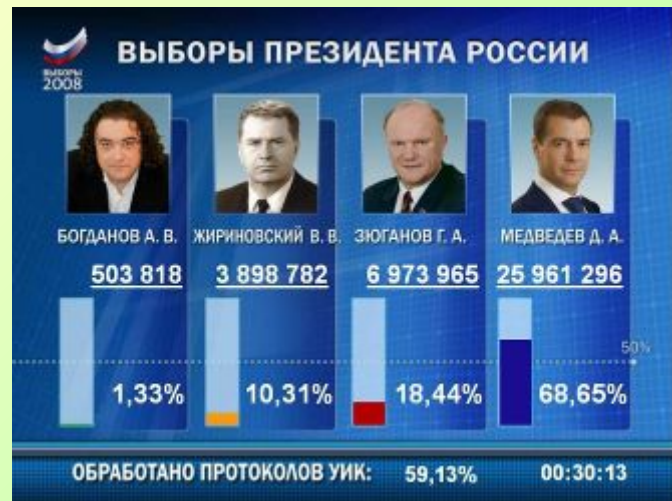 ВЫБОРЫ ПРЕЗИДЕНТА РОССИИ
ВЫБОРЫ
2008
БОГДАНОВ А. В. ЖИРИНОВСКИЙ В. В. ЗЮГАНОВ Г. А. МЕДВЕДЕВ Д. А.
503 818 3 898 782 6 973 965 25 961 296
50%
1,33% 10,31% 18,44% 68,65%
ОБРАБОТАНО ПРОТОКОЛОВ УИК: 59,13% 00:30:13